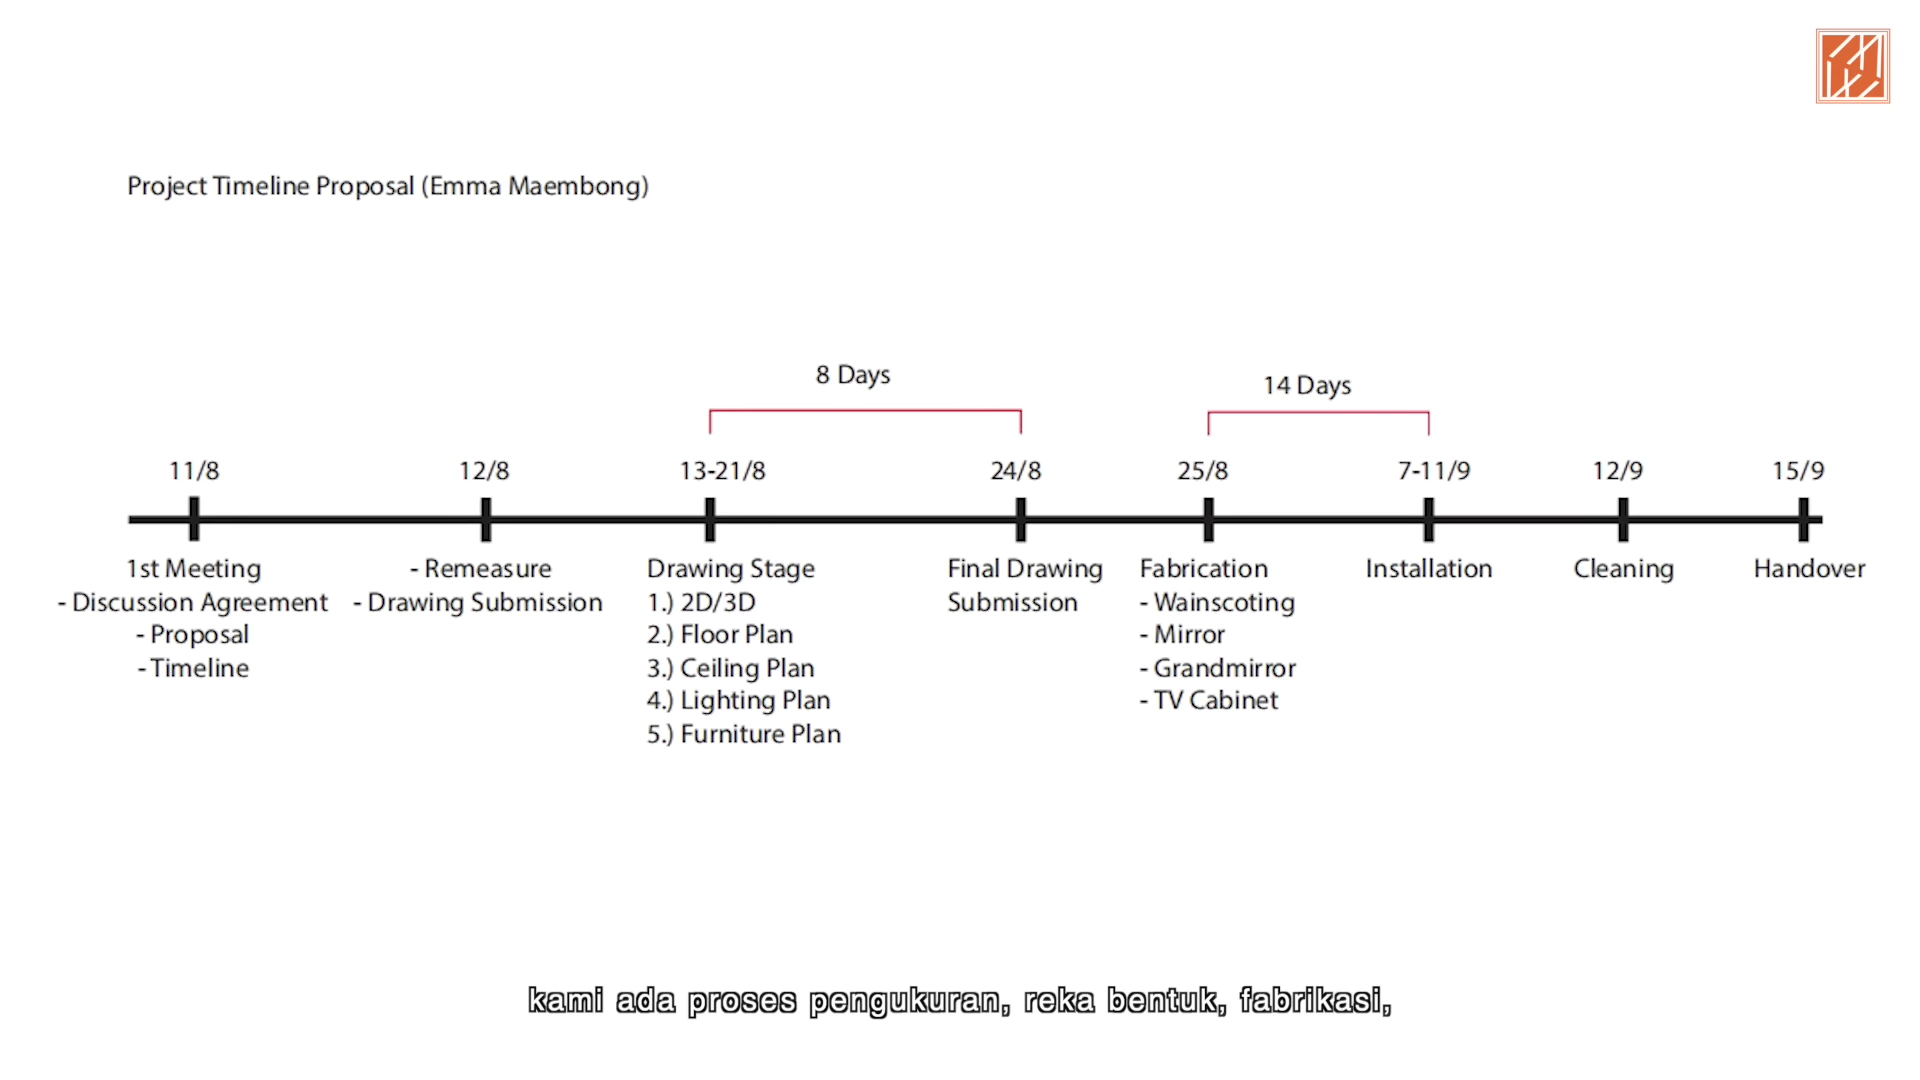 Project Timeline Proposal (Emma Maembong)
8 Days
14 Days
11/8
12/8
13-21/8
24/8
25/8
7-11/9
12/9
15/9
1st Meeting
- Discussion Agreement
- Proposal
- Timeline
- Remeasure
- Drawing Submission
Drawing Stage
1.) 2D/3D
2.) Floor Plan
3.) Ceiling Plan
4.) Lighting Plan
5.) Furniture Plan
Final Drawing
Submission
Fabrication
- Wainscoting
- Mirror
- Grandmirror
- TV Cabinet
Installation
Cleaning
Handover
kami ada proses pengukuran, reka bentuk, fabrikasi,